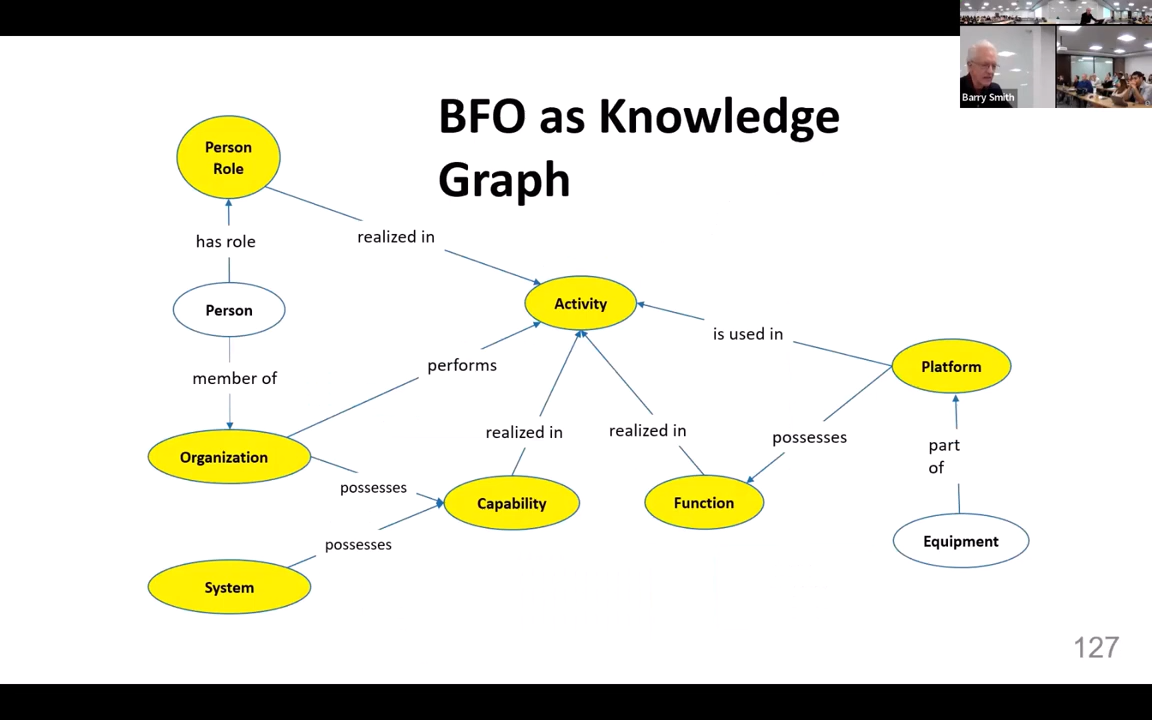 Barry Smith
BFO as Knowledge
Graph
Person
Role
realized in
has role
Activity
Person
is used in
performs
Platform
member of
realized in
realized in
possesses
part
of
Organization
possesses
Capability
Function
possesses
Equipment
System
127